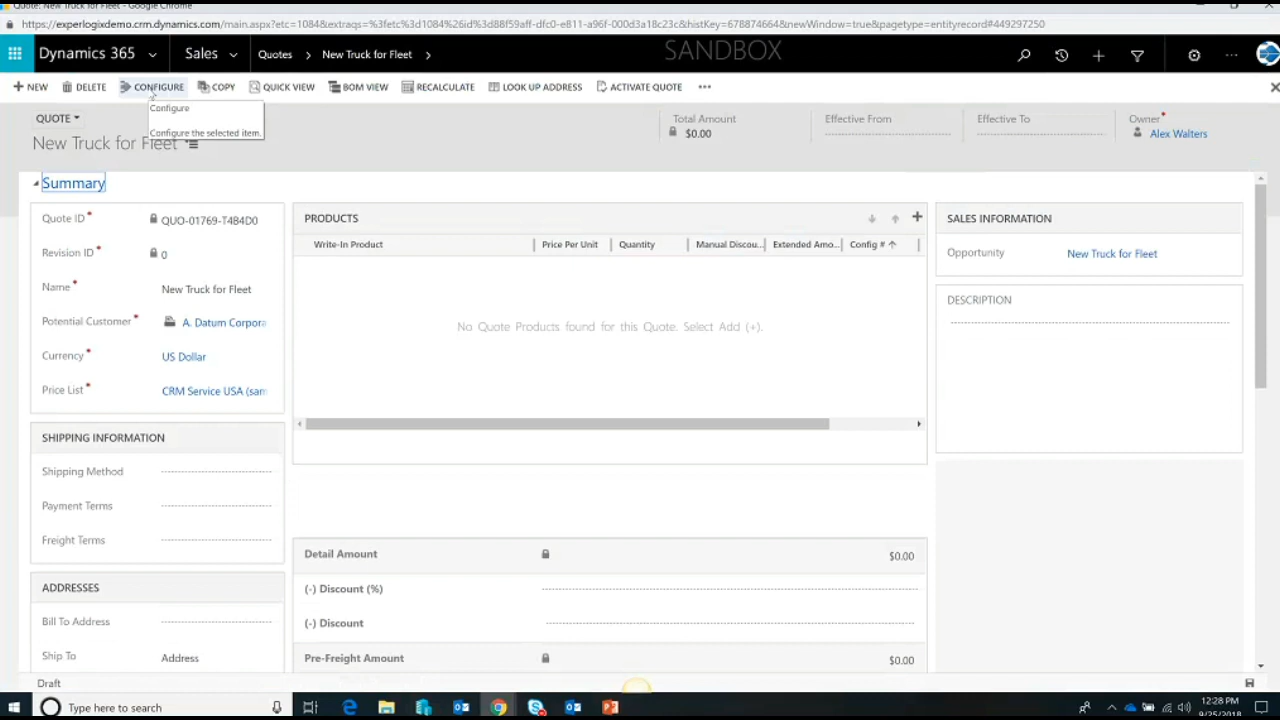 Quote: New Truck for Fleet - Google Chrome
https://experlogixdemo.crm.dynamics.com/main.aspx?etc=1084&extraqs=%3fetc%3d1084%26id%3d88f59aff-dfc0-e811-a96f-000d3a18c23c&histKey=678874664&newWindow=true&pagetype=entityrecord#449297250
Dynamics 365 Sales Quotes > New Truck for Fleet >
SANDBOX
NEW DELETE CONFIGURE COPY QUICK VIEW BOM VIEW RECALCULATE LOOK UP ADDRESS ACTIVATE QUOTE
Configure
Configure the selected item.
QUOTE
New Truck for Fleet
Total Amount
$0.00
Effective From
Effective To
Owner*
Alex Walters
Summary
Quote ID* QUO-01769-T484D0
Revision ID* 0
Name* New Truck for Fleet
Potential Customer* A. Datum Corpora
Currency* US Dollar
Price List* CRM Service USA (sam
SHIPPING INFORMATION
Shipping Method
Payment Terms
Freight Terms
ADDRESSES
Bill To Address
Ship To Address
PRODUCTS
Write-In Product Price Per Unit Quantity Manual Discou... Extended Amo... Config #
No Quote Products found for this Quote. Select Add (+).
Detail Amount $0.00
(-) Discount (%)
(-) Discount
Pre-Freight Amount $0.00
SALES INFORMATION
Opportunity New Truck for Fleet
DESCRIPTION
Draft
Type here to search
12:28 PM
9/25/2018